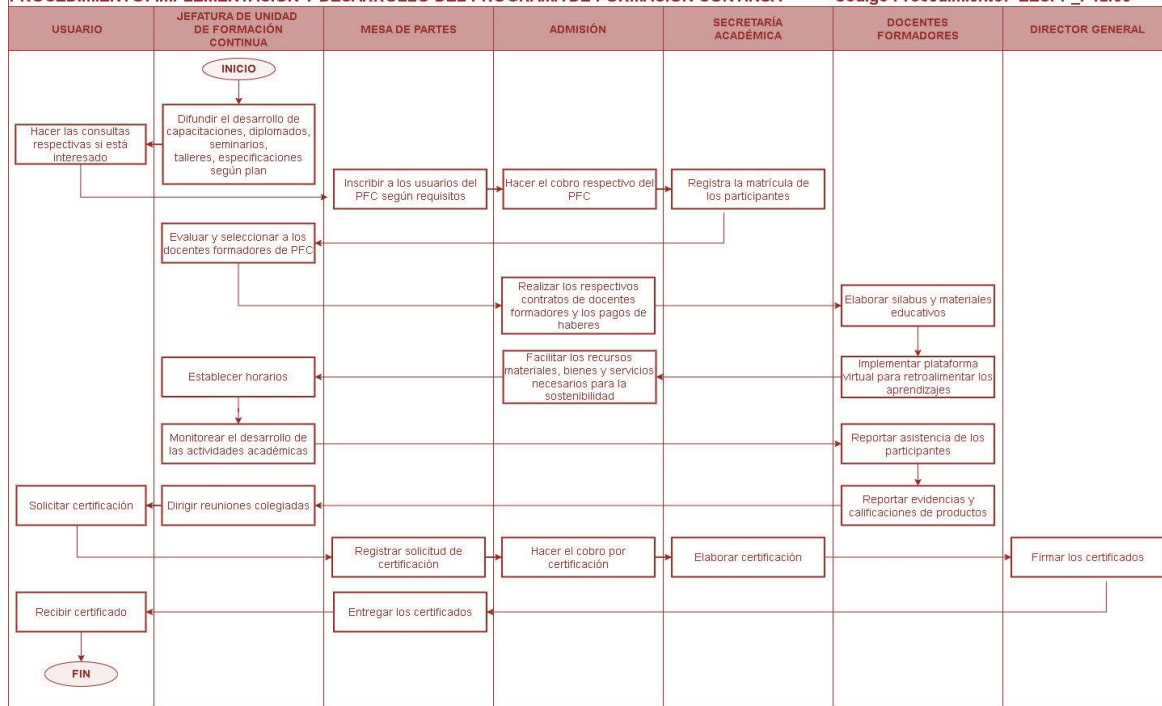 USUARIO
JEFATURA DE UNIDAD
DE FORMACIÓN
CONTINUA
MESA DE PARTES
ADMISIÓN
SECRETARÍA
ACADÉMICA
DOCENTES
FORMADORES
DIRECTOR GENERAL
INICIO
Difundir el desarrollo de
capacitaciones, diplomados,
seminarios,
talleres, especificaciones
según plan
Hacer las consultas
respectivas si está
interesado
Inscribir a los usuarios del
PFC según requisitos
Hacer el cobro respectivo del
PFC
Registra la matrícula de
los participantes
Evaluar y seleccionar a los
docentes formadores de PFC
Realizar los respectivos
contratos de docentes
formadores y los pagos de
haberes
Elaborar silabus y materiales
educativos
Implementar plataforma
virtual para retroalimentar los
aprendizajes
Facilitar los recursos
materiales, bienes y servicios
necesarios para la
sostenibilidad
Establecer horarios
Monitorear el desarrollo de
las actividades académicas
Reportar asistencia de los
participantes
Reportar evidencias y
calificaciones de productos
Dirigir reuniones colegiadas
Solicitar certificación
Registrar solicitud de
certificación
Hacer el cobro por
certificación
Elaborar certificación
Firmar los certificados
Entregar los certificados
Recibir certificado
FIN